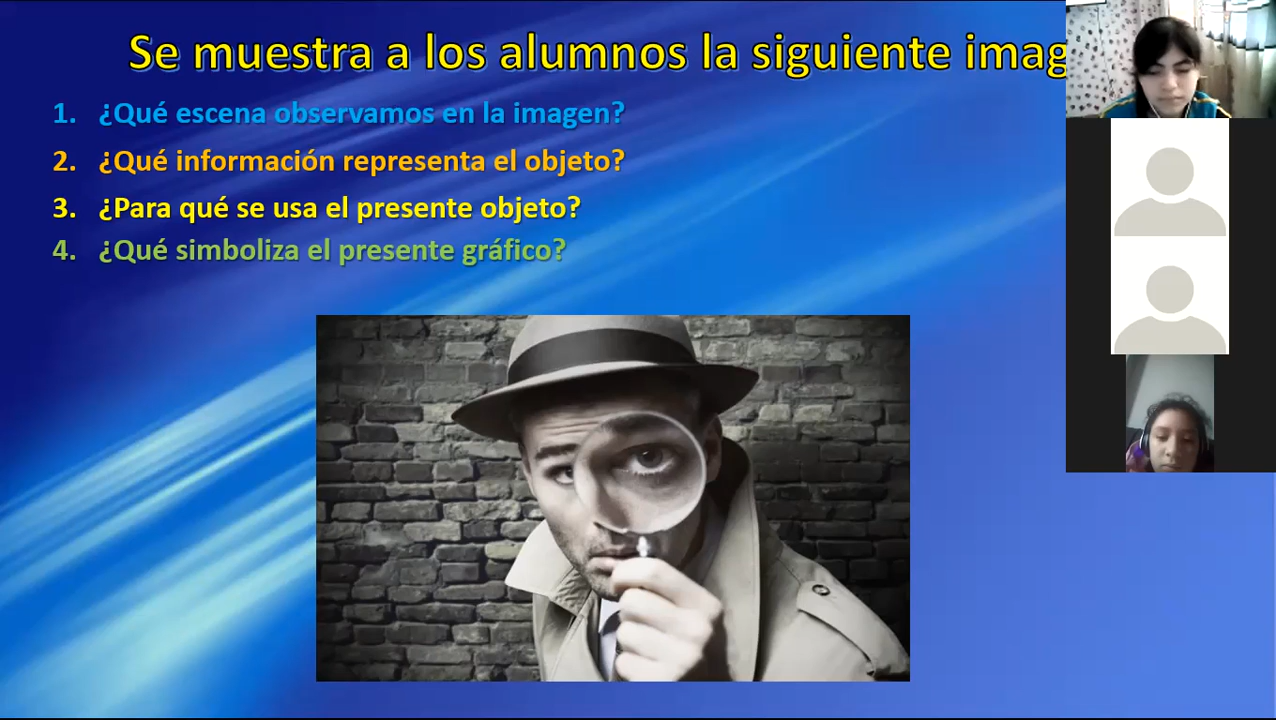 Se muestra a los alumnos la siguiente imag
1. ¿Qué escena observamos en la imagen?
2. ¿Qué información representa el objeto?
3. ¿Para qué se usa el presente objeto?
4. ¿Qué simboliza el presente gráfico?